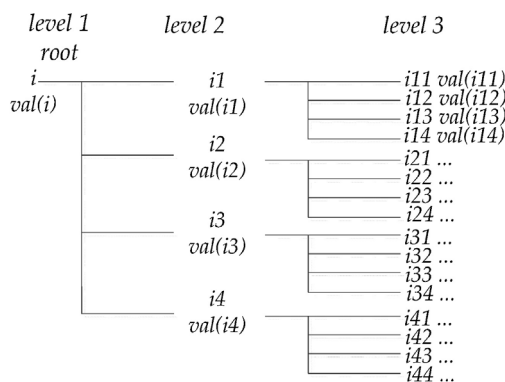 level 1 level 2 level 3
root
i i1 i11 val(i11)
val(i) val(i1) i12 val(i12)
i13 val(i13)
i2 i14 val(i14)
val(i2) i21 ...
i22 ...
i23 ...
i3 i24 ...
val(i3) i31 ...
i32 ...
i33 ...
i4 i34 ...
val(i4) i41 ...
i42 ...
i43 ...
i44 ...